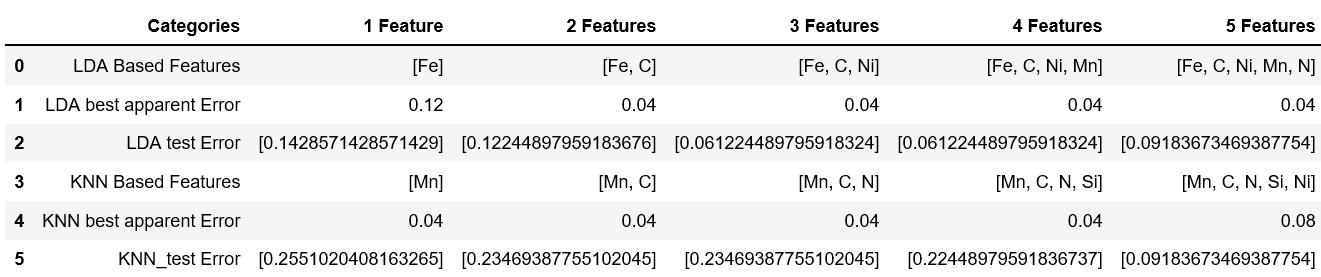 Categories 1 Feature 2 Features 3 Features 4 Features 5 Features
0 LDA Based Features [Fe] [Fe, C] [Fe, C, Ni] [Fe, C, Ni, Mn] [Fe, C, Ni, Mn, N]
1 LDA best apparent Error 0.12 0.04 0.04 0.04 0.04
2 LDA test Error [0.1428571428571429] [0.12244897959183676] [0.061224489795918324] [0.061224489795918324] [0.09183673469387754]
3 KNN Based Features [Mn] [Mn, C] [Mn, C, N] [Mn, C, N, Si] [Mn, C, N, Si, Ni]
4 KNN best apparent Error 0.04 0.04 0.04 0.04 0.08
5 KNN_test Error [0.2551020408163265] [0.23469387755102045] [0.23469387755102045] [0.22448979591836737] [0.09183673469387754]